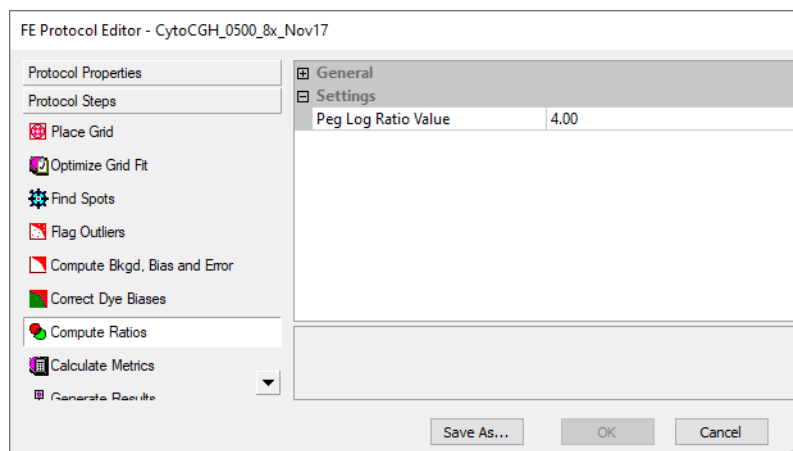 FE Protocol Editor - CytoCGH_0500_8x_Nov17
Protocol Properties
Protocol Steps
Place Grid
Optimize Grid Fit
Find Spots
Flag Outliers
Compute Bkgd, Bias and Error
Correct Dye Biases
Compute Ratios
Calculate Metrics
Generate Results
General
Settings
Peg Log Ratio Value 4.00
Save As... OK Cancel